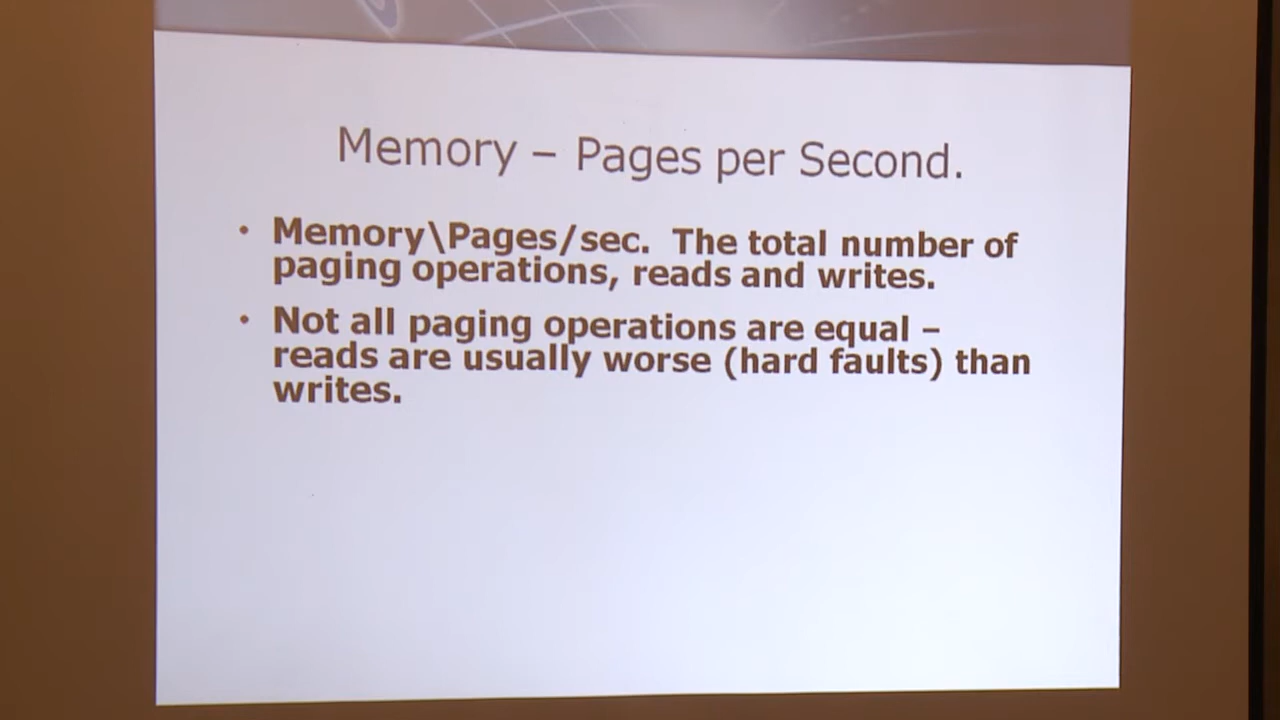 Memory – Pages per Second.
• Memory\Pages/sec.  The total number of
paging operations, reads and writes.
• Not all paging operations are equal –
reads are usually worse (hard faults) than
writes.